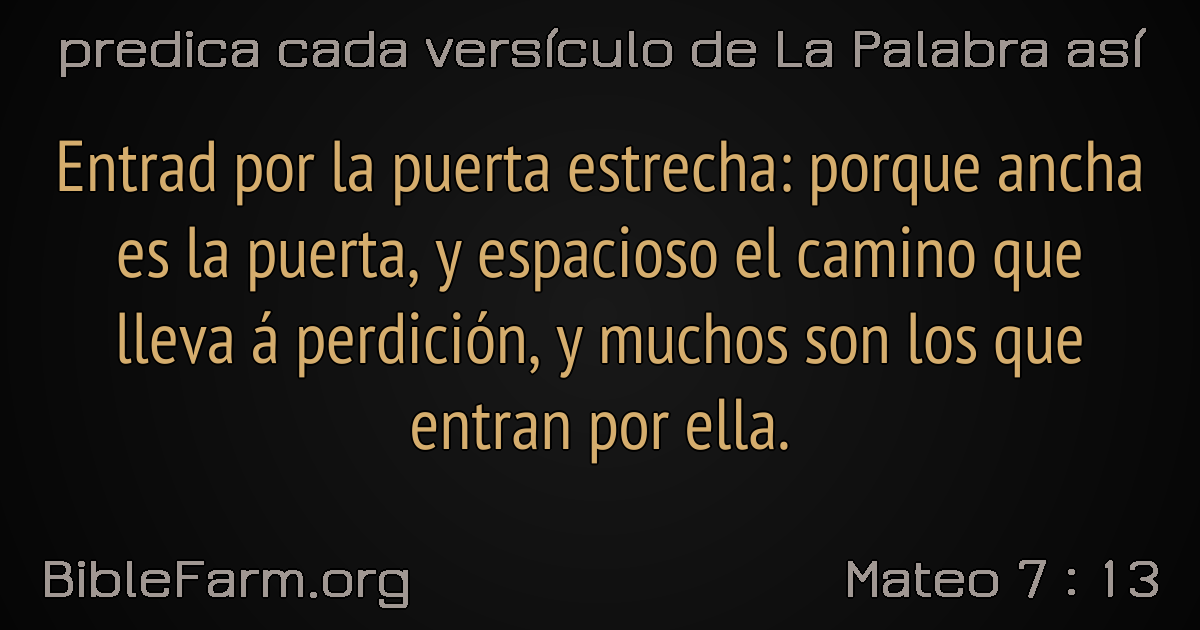 predica cada versículo de La Palabra así
Entrad por la puerta estrecha: porque ancha
es la puerta, y espacioso el camino que
lleva á perdición, y muchos son los que
entran por ella.
BibleFarm.org
Mateo 7 : 13